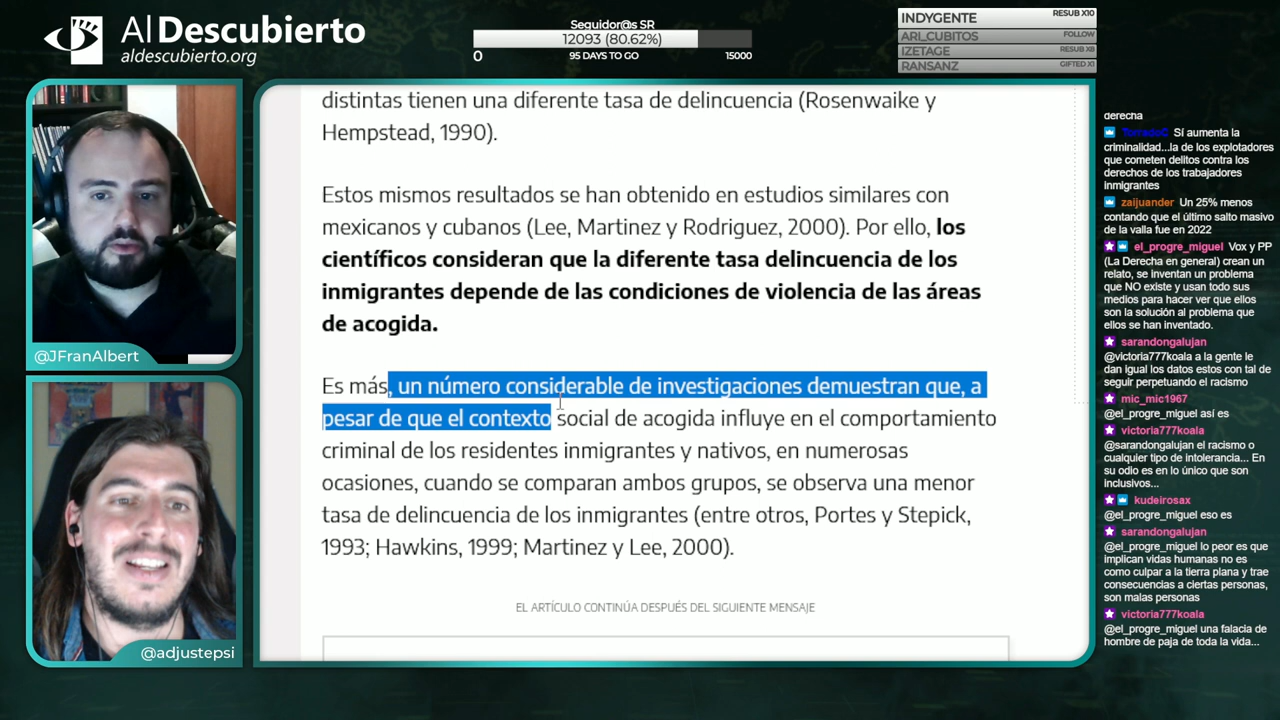 Al Descubierto
aldescubierto.org
Seguidor@s SR
12093 (80.62%)
0
95 DAYS TO GO
15000
INDYGENTE
RESUB X10
ARI_CUBITOS
FOLLOW
IZETAGE
RESUB X8
RANSANZ
GIFTED X1
@JFranAlbert
@adjustepsi
distintas tienen una diferente tasa de delincuencia (Rosenwaike y
Hempstead, 1990).
Estos mismos resultados se han obtenido en estudios similares con
mexicanos y cubanos (Lee, Martinez y Rodriguez, 2000). Por ello, los
científicos consideran que la diferente tasa delincuencia de los
inmigrantes depende de las condiciones de violencia de las áreas
de acogida.
Es más, un número considerable de investigaciones demuestran que, a
pesar de que el contexto social de acogida influye en el comportamiento
criminal de los residentes inmigrantes y nativos, en numerosas
ocasiones, cuando se comparan ambos grupos, se observa una menor
tasa de delincuencia de los inmigrantes (entre otros, Portes y Stepick,
1993; Hawkins, 1999; Martinez y Lee, 2000).
EL ARTÍCULO CONTINÚA DESPUÉS DEL SIGUIENTE MENSAJE
derecha
TorradoC Sí aumenta la
criminalidad...la de los explotadores
que cometen delitos contra los
derechos de los trabajadores
inmigrantes
zaijuander Un 25% menos
contando que el último salto masivo
de la valla fue en 2022
el_progre_miguel Vox y PP
(La Derecha en general) crean un
relato, se inventan un problema
que NO existe y usan todo sus
medios para hacer ver que ellos
son la solución al problema que
ellos se han inventado.
sarandongalujan
@victoria777koala a la gente le
dan igual los datos estos con tal de
seguir perpetuando el racismo
mic_mic1967
@el_progre_miguel así es
victoria777koala
@sarandongalujan el racismo o
cualquier tipo de intolerancia... En
su odio es en lo único que son
inclusivos...
kudeirosax
@el_progre_miguel eso es
sarandongalujan
@el_progre_miguel lo peor es que
implican vidas humanas no es
como culpar a la tierra plana y trae
consecuencias a ciertas personas,
son malas personas
victoria777koala
@el_progre_miguel una falacia de
hombre de paja de toda la vida...